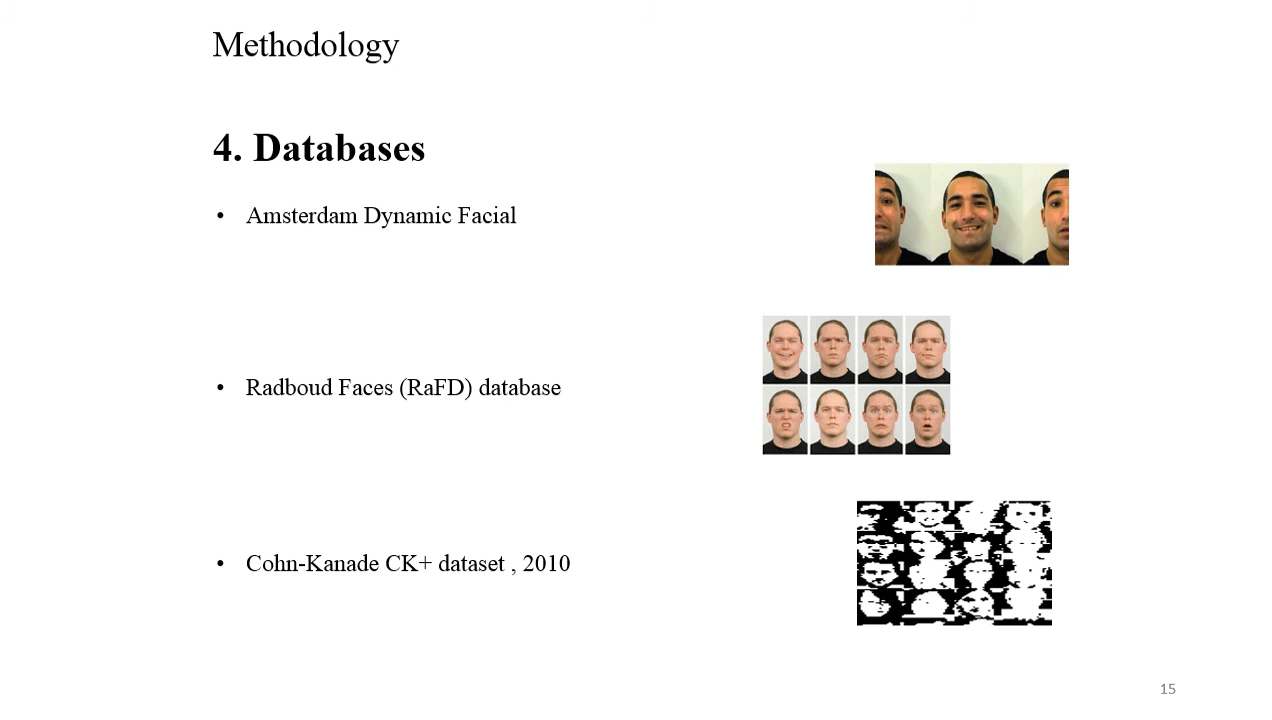 Methodology
4. Databases
• Amsterdam Dynamic Facial
• Radboud Faces (RaFD) database
• Cohn-Kanade CK+ dataset , 2010
15